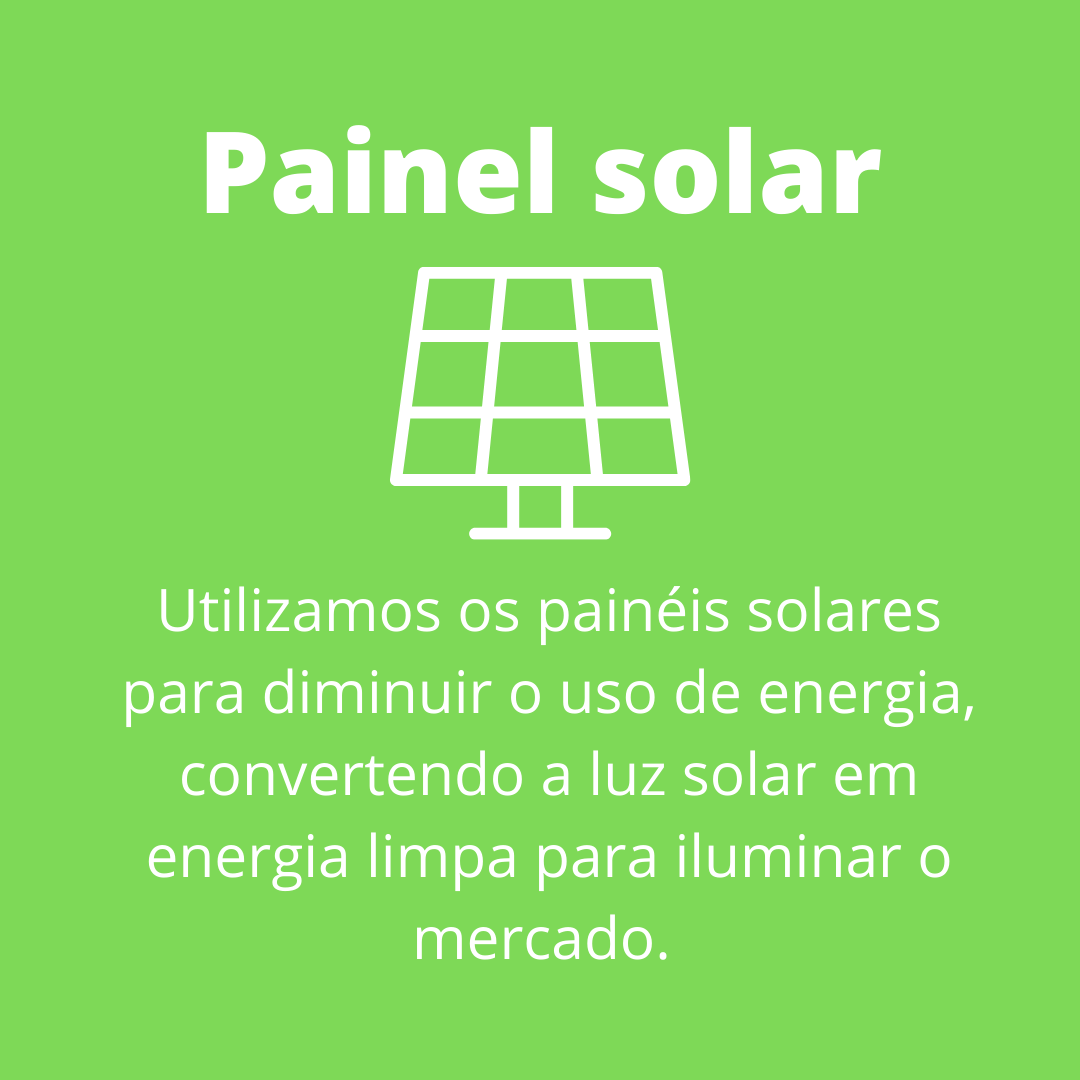 Painel solar
Utilizamos os painéis solares
para diminuir o uso de energia,
convertendo a luz solar em
energia limpa para iluminar o
mercado.